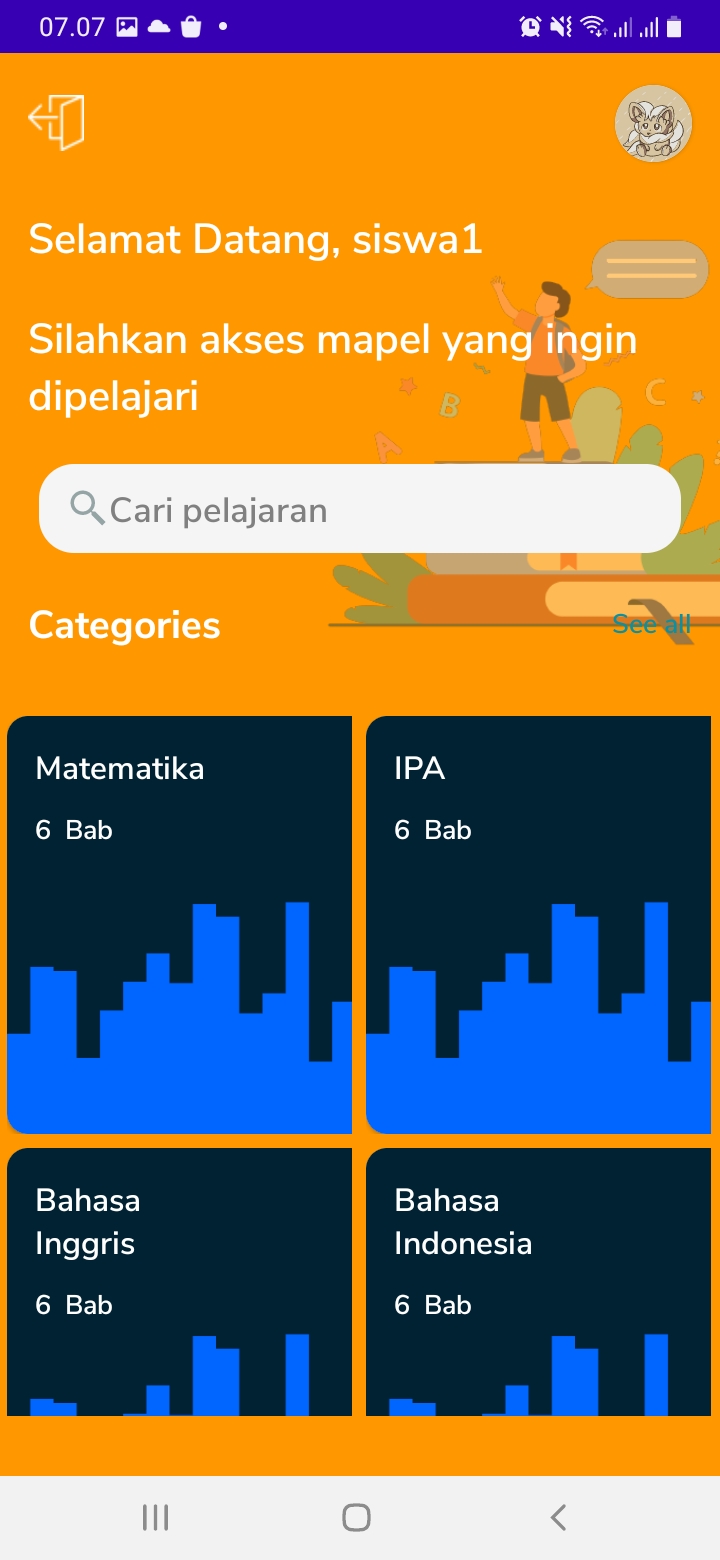 07.07
Selamat Datang, siswa1
Silahkan akses mapel yang ingin
dipelajari
B
C
A
Cari pelajaran
Categories
See all
Matematika
6 Bab
IPA
6 Bab
Bahasa
Inggris
6 Bab
Bahasa
Indonesia
6 Bab